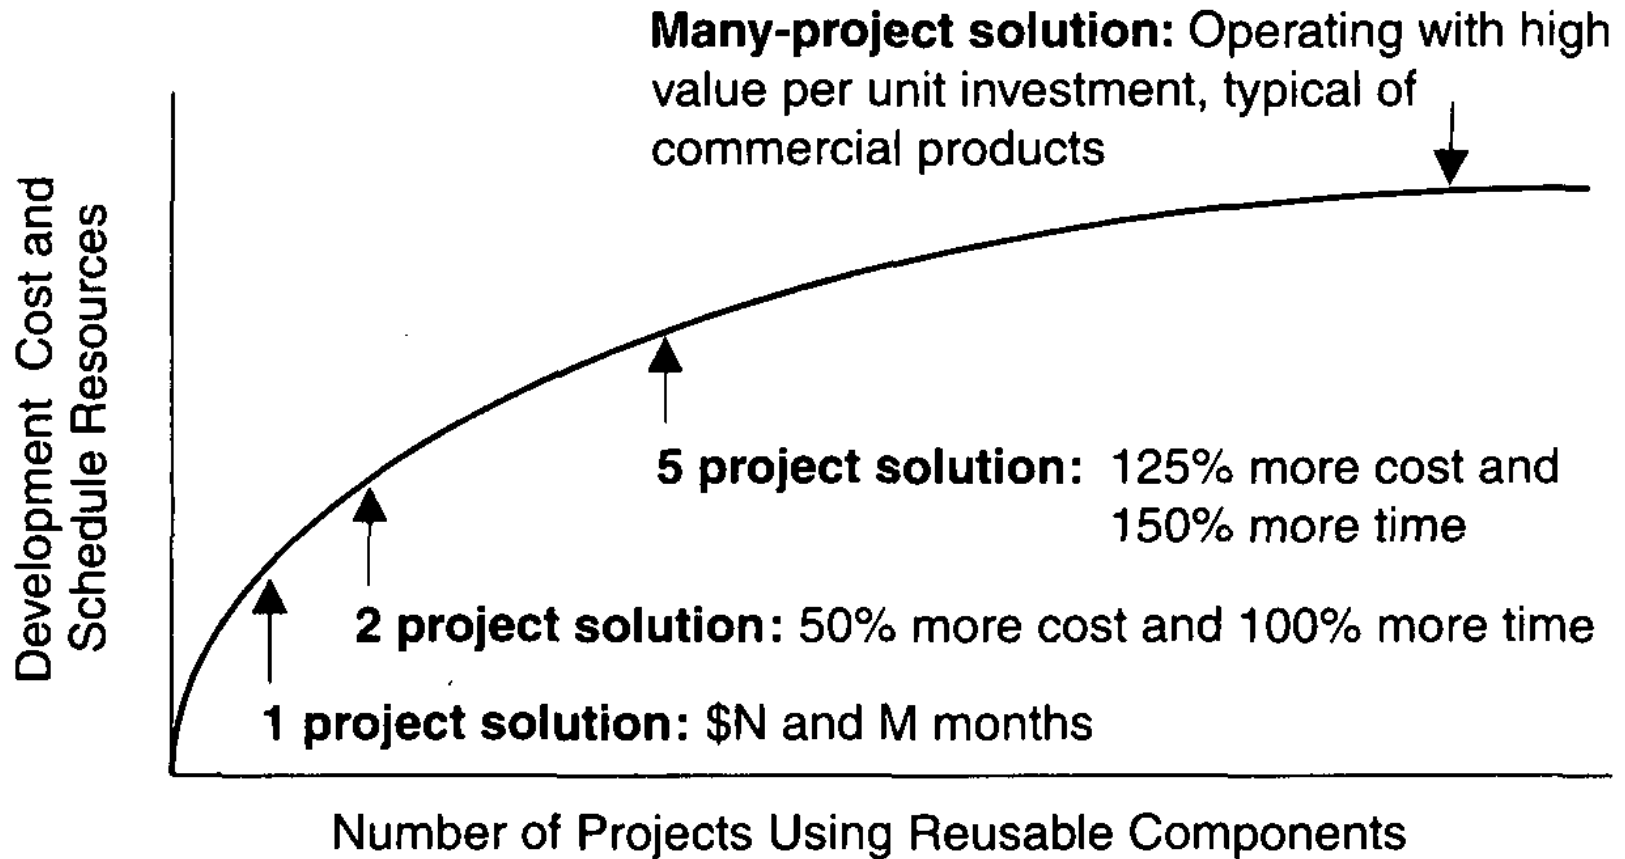 Many-project solution: Operating with high
value per unit investment, typical of
commercial products
Development Cost and
Schedule Resources
5 project solution: 125% more cost and
150% more time
2 project solution: 50% more cost and 100% more time
1 project solution: $N and M months
Number of Projects Using Reusable Components